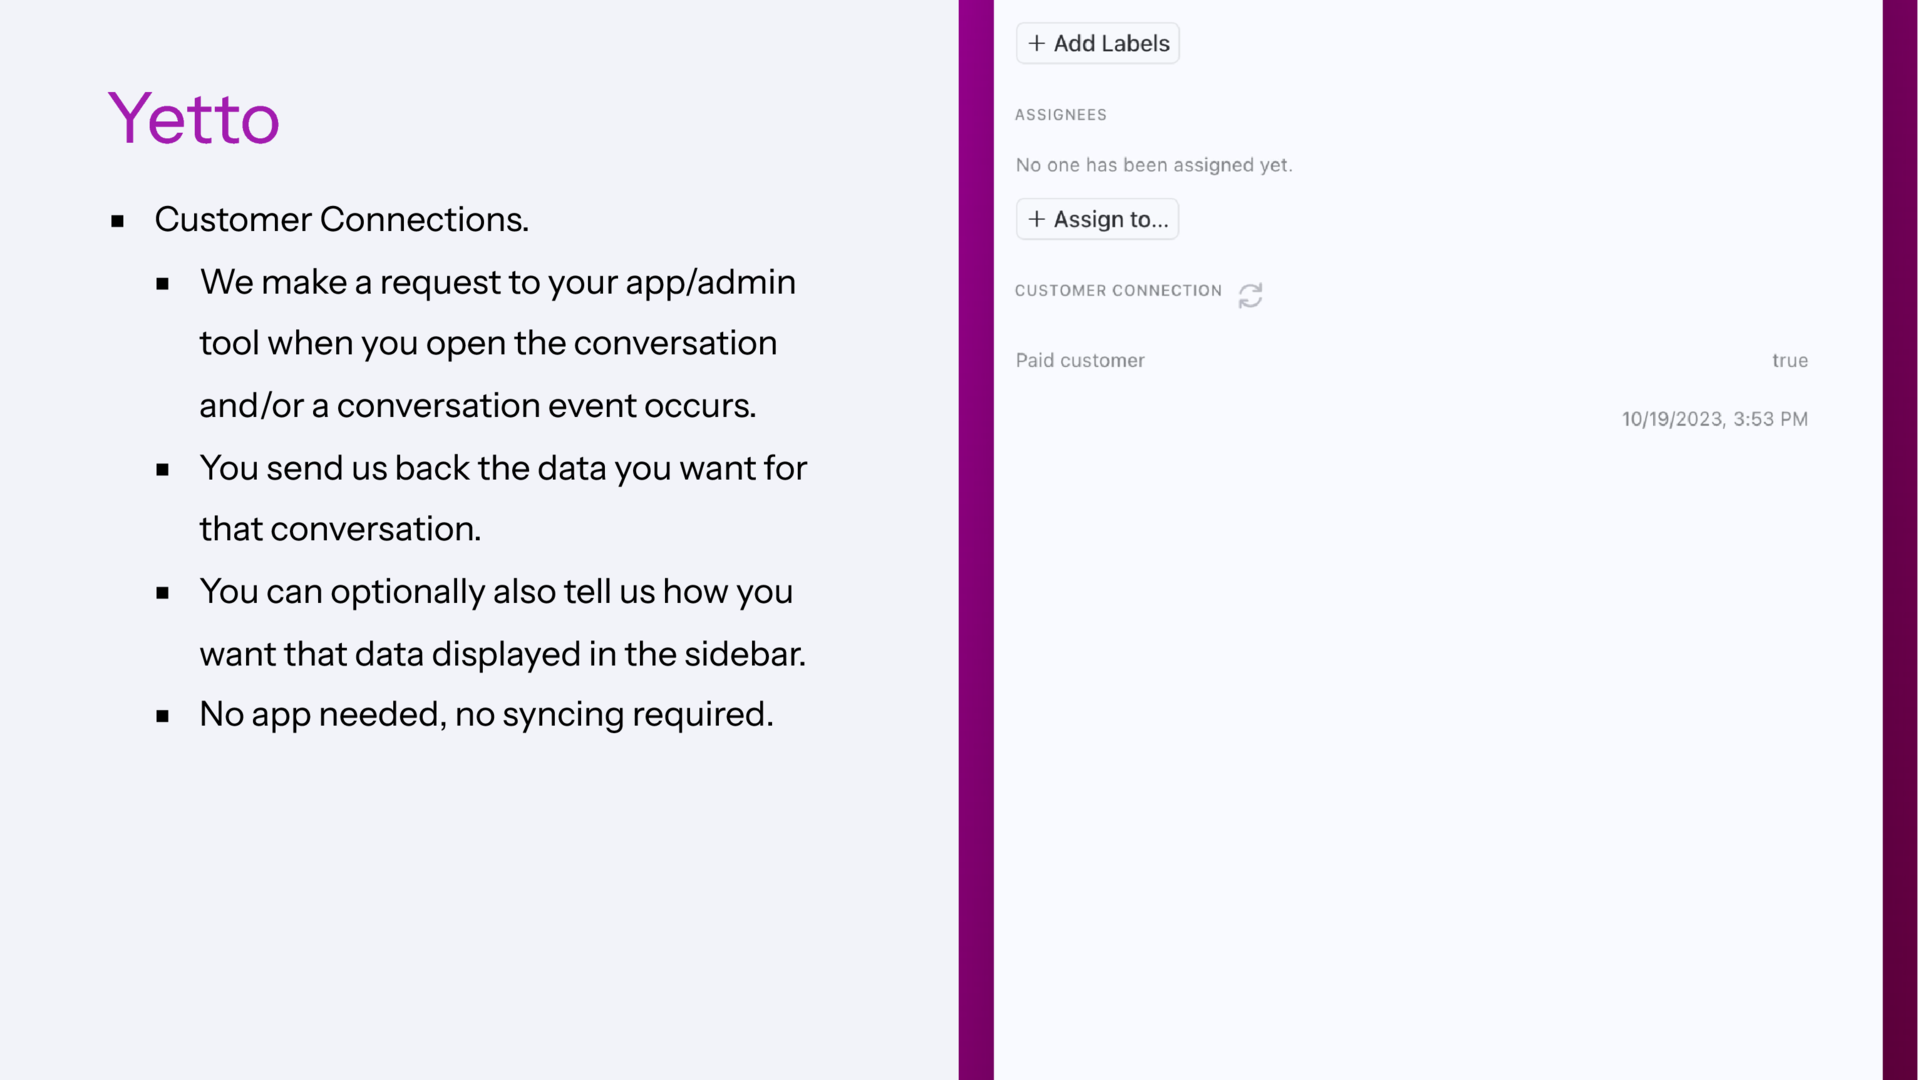 Yetto
▪ Customer Connections.
▪ We make a request to your app/admin
tool when you open the conversation
and/or a conversation event occurs.
▪ You send us back the data you want for
that conversation.
▪ You can optionally also tell us how you
want that data displayed in the sidebar.
▪ No app needed, no syncing required.
+ Add Labels
ASSIGNEES
No one has been assigned yet.
+ Assign to...
CUSTOMER CONNECTION
Paid customer true
10/19/2023, 3:53 PM